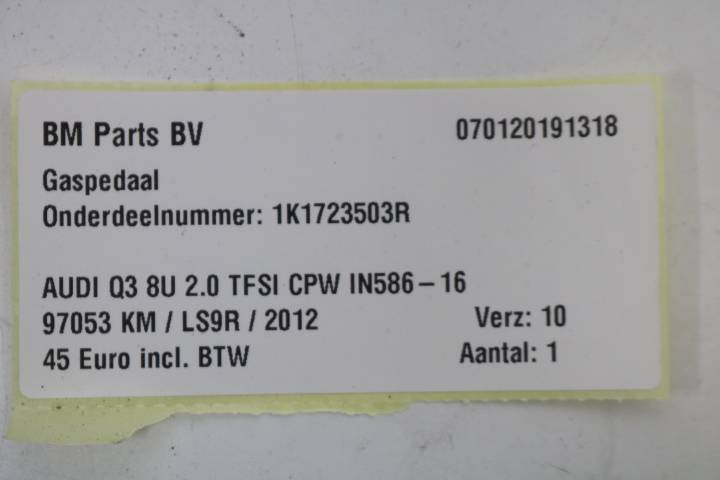 BM Parts BV 070120191318
Gaspedaal
Onderdeelnummer: 1K1723503R
AUDI Q3 8U 2.0 TFSI CPW IN586-16
97053 KM / LS9R / 2012 Verz: 10
45 Euro incl. BTW Aantal: 1